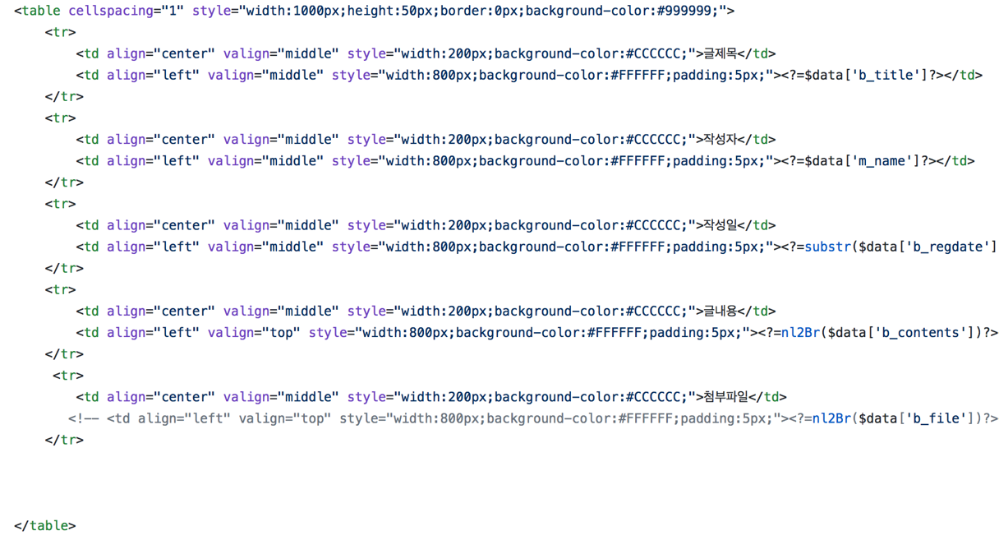 <table cellspacing="1" style="width:1000px;height:50px;border:0px;background-color:#999999;">
<tr>
<td align="center" valign="middle" style="width:200px;background-color:#CCCCCC;">글제목</td>
<td align="left" valign="middle" style="width:800px;background-color:#FFFFFF;padding:5px;"><?=$data['b_title']?></td>
</tr>
<tr>
<td align="center" valign="middle" style="width:200px;background-color:#CCCCCC;">작성자</td>
<td align="left" valign="middle" style="width:800px;background-color:#FFFFFF;padding:5px;"><?=$data['m_name']?></td>
</tr>
<tr>
<td align="center" valign="middle" style="width:200px;background-color:#CCCCCC;">작성일</td>
<td align="left" valign="middle" style="width:800px;background-color:#FFFFFF;padding:5px;"><?=substr($data['b_regdate']
</tr>
<tr>
<td align="center" valign="middle" style="width:200px;background-color:#CCCCCC;">글내용</td>
<td align="left" valign="top" style="width:800px;background-color:#FFFFFF;padding:5px;"><?=nl2Br($data['b_contents'])?>
</tr>
<tr>
<td align="center" valign="middle" style="width:200px;background-color:#CCCCCC;">첨부파일</td>
<!-- <td align="left" valign="top" style="width:800px;background-color:#FFFFFF;padding:5px;"><?=nl2Br($data['b_file'])?>
</tr>
</table>